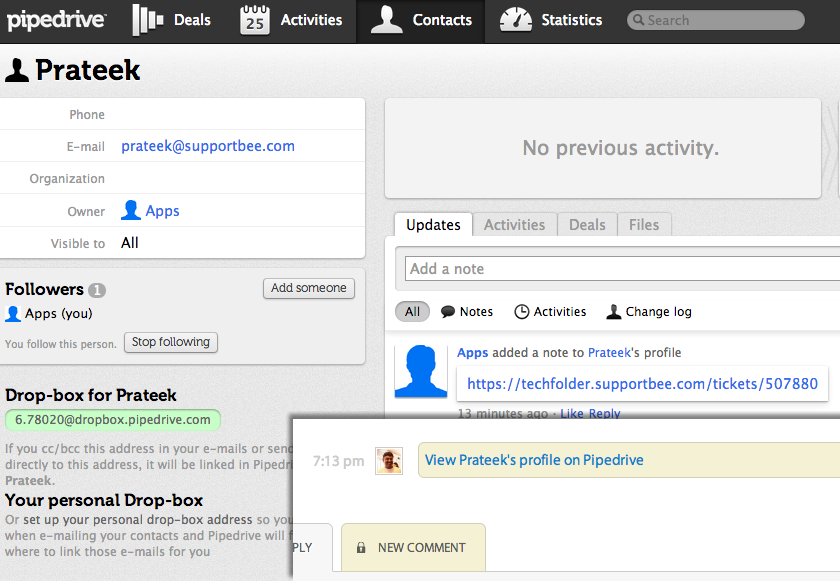 pipedrive Deals 25 Activities Contacts Statistics Search
Prateek
Phone
E-mail prateek@supportbee.com
Organization
Owner Apps
Visible to All
Followers 1 Add someone
Apps (you)
You follow this person. Stop following
Drop-box for Prateek
6.78020@dropbox.pipedrive.com
If you cc/bcc this address in your e-mails or send
directly to this address, it will be linked in Pipedri
Prateek.
Your personal Drop-box
Or set up your personal drop-box address so you
when e-mailing your contacts and Pipedrive will f
where to link those e-mails for you
No previous activity.
Updates Activities Deals Files
Add a note
All Notes Activities Change log
Apps added a note to Prateek's profile
https://techfolder.supportbee.com/tickets/507880
13 minutes ago · Like Reply
7:13 pm View Prateek's profile on Pipedrive
PLY NEW COMMENT